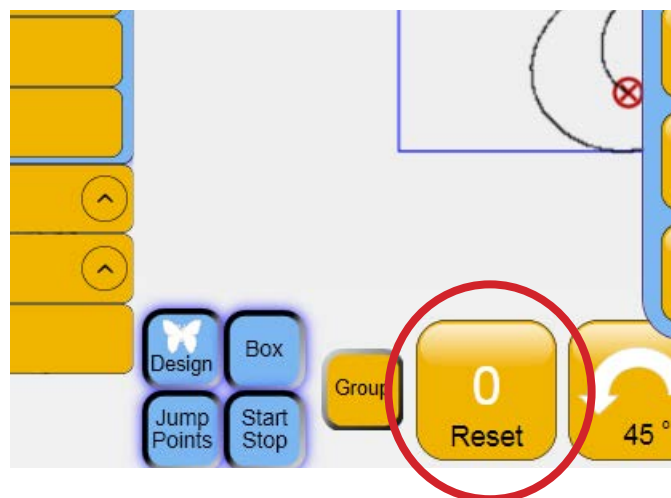 Design
Box
Jump
Points
Start
Stop
Group
0
Reset
45 °